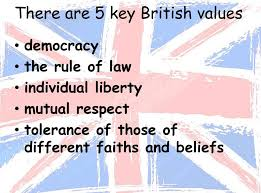 There are 5 key British values
• democracy
• the rule of law
• individual liberty
• mutual respect
• tolerance of those of
different faiths and beliefs